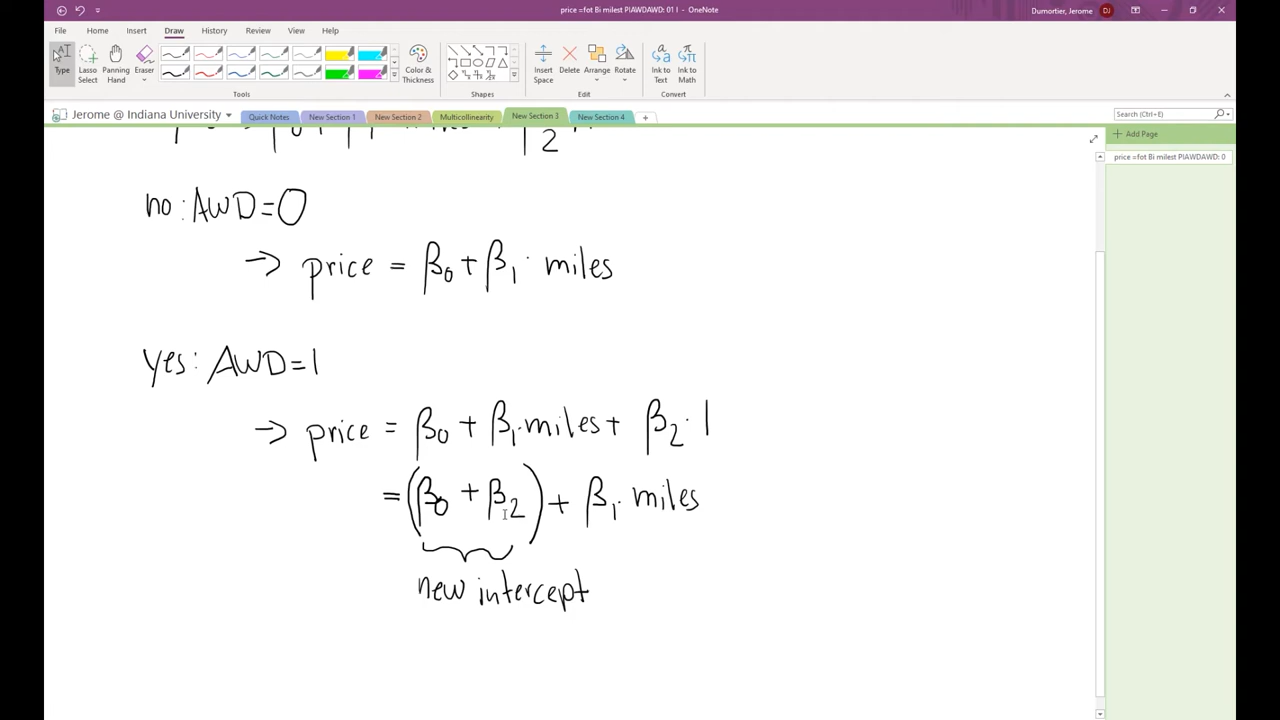 price =fot Bi milest PIAWDAWD: 01 I - OneNote
Dumortier, Jerome DJ
File Home Insert Draw History Review View Help
Type
Lasso Select
Panning Hand
Eraser
Color & Thickness
Insert Space
Delete
Arrange
Rotate
Ink to Text
Ink to Math
Tools
Shapes
Edit
Convert
Jerome @ Indiana University
Quick Notes
New Section 1
New Section 2
Multicollinearity
New Section 3
New Section 4
Search (Ctrl+E)
Add Page
price =fot Bi milest PIAWDAWD: 0
no: AWD=0
→ price = β₀ + β₁· miles
yes: AWD=1
→ price = β₀ + β₁·miles + β₂·1
= (β₀ + β₂) + β₁· miles
new intercept